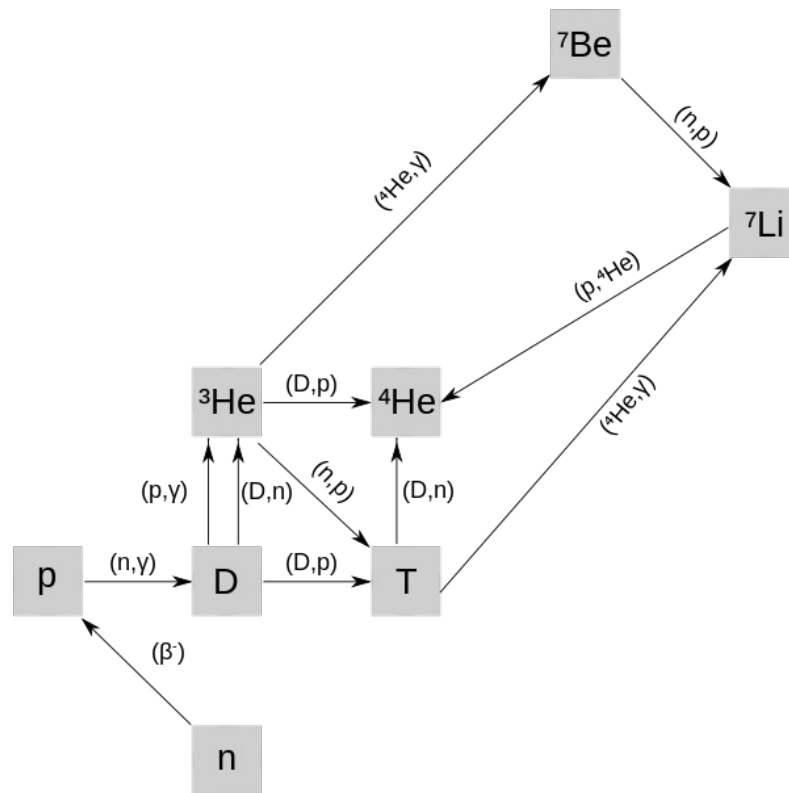 ⁷Be
(n,p)
(⁴He,γ)
⁷Li
(p,⁴He)
³He
(D,p)
⁴He
(⁴He,γ)
(n,p)
(p,γ)
(D,n)
(D,n)
p
(n,γ)
D
(D,p)
T
(β⁻)
n